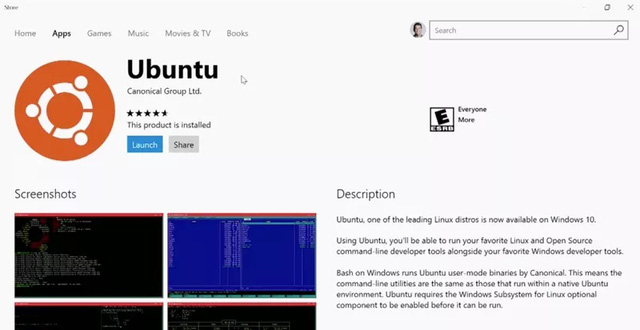 Store
Home Apps Games Music Movies & TV Books
Search
Ubuntu
Canonical Group Ltd.
This product is installed
Launch Share
E
ESRB
Everyone
More
Screenshots
Description
Ubuntu, one of the leading Linux distros is now available on Windows 10.
Using Ubuntu, you'll be able to run your favorite Linux and Open Source
command-line developer tools alongside your favorite Windows developer tools.
Bash on Windows runs Ubuntu user-mode binaries by Canonical. This means the
command-line utilities are the same as those that run within a native Ubuntu
environment. Ubuntu requires the Windows Subsystem for Linux optional
component to be enabled before it can be run.